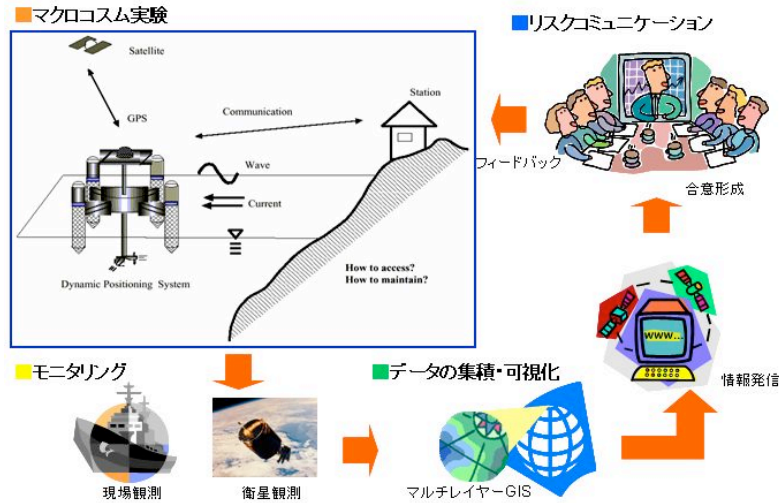 マクロコスム実験
リスクコミュニケーション
Satellite
GPS
Communication
Station
Wave
Current
Dynamic Positioning System
How to access?
How to maintain?
フィードバック
合意形成
WWW...
情報発信
モニタリング
データの集積・可視化
現場観測
衛星観測
マルチレイヤーGIS